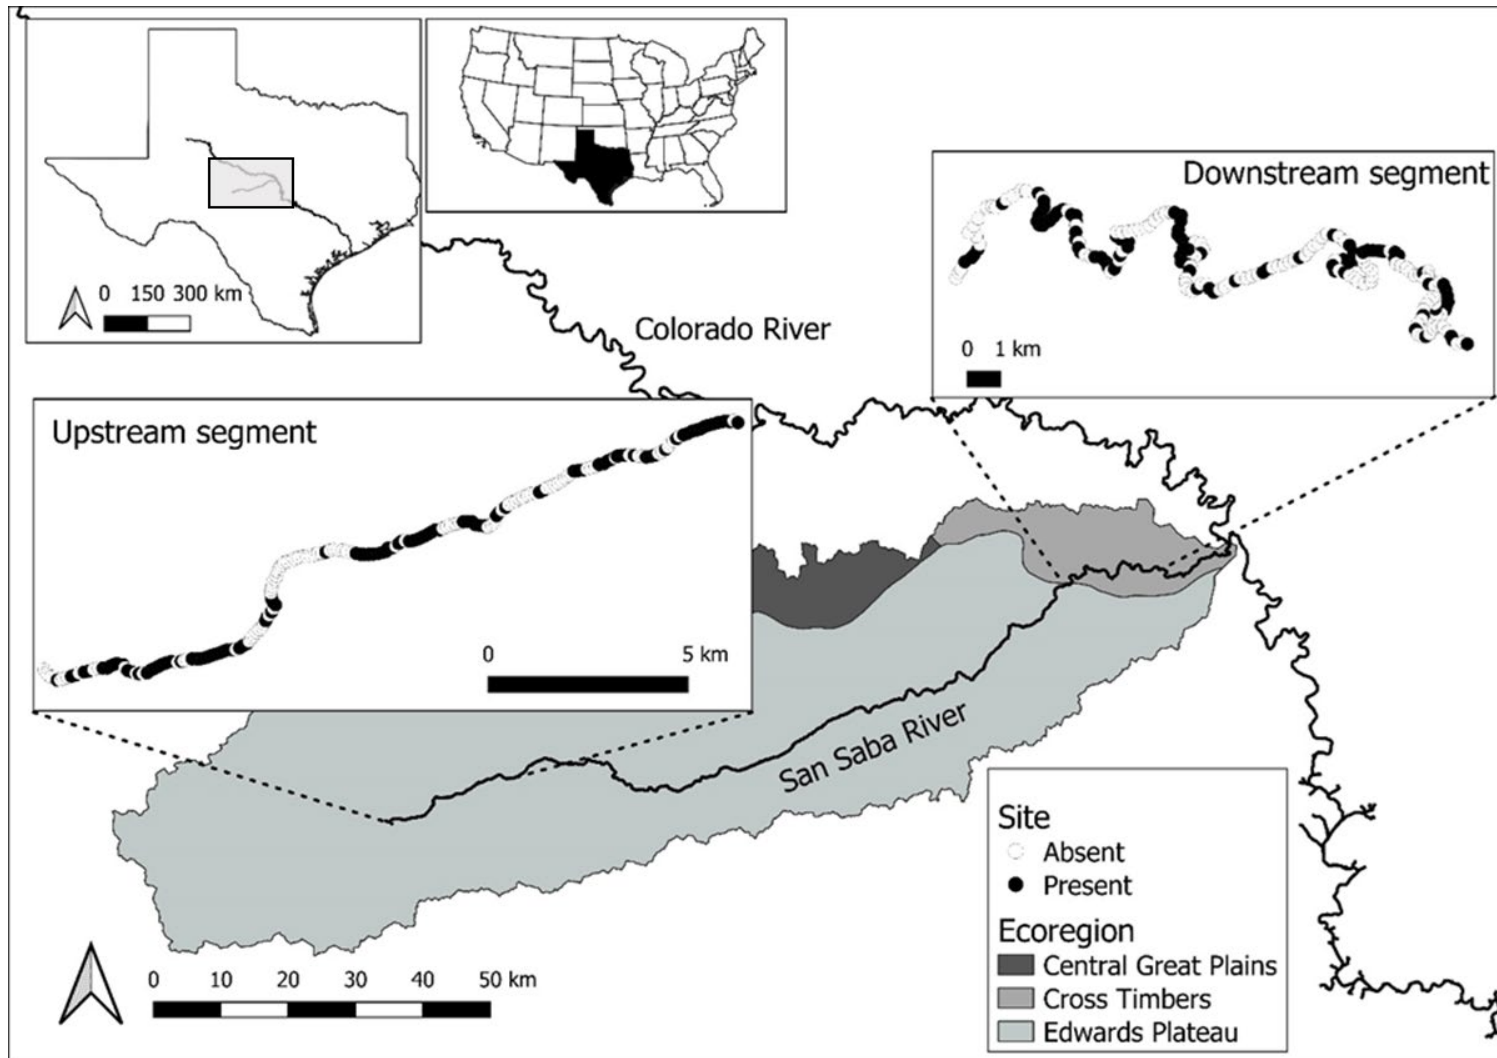 0 150 300 km
Downstream segment
0 1 km
Colorado River
Upstream segment
0 5 km
San Saba River
Site
Absent
Present
Ecoregion
Central Great Plains
Cross Timbers
Edwards Plateau
0 10 20 30 40 50 km